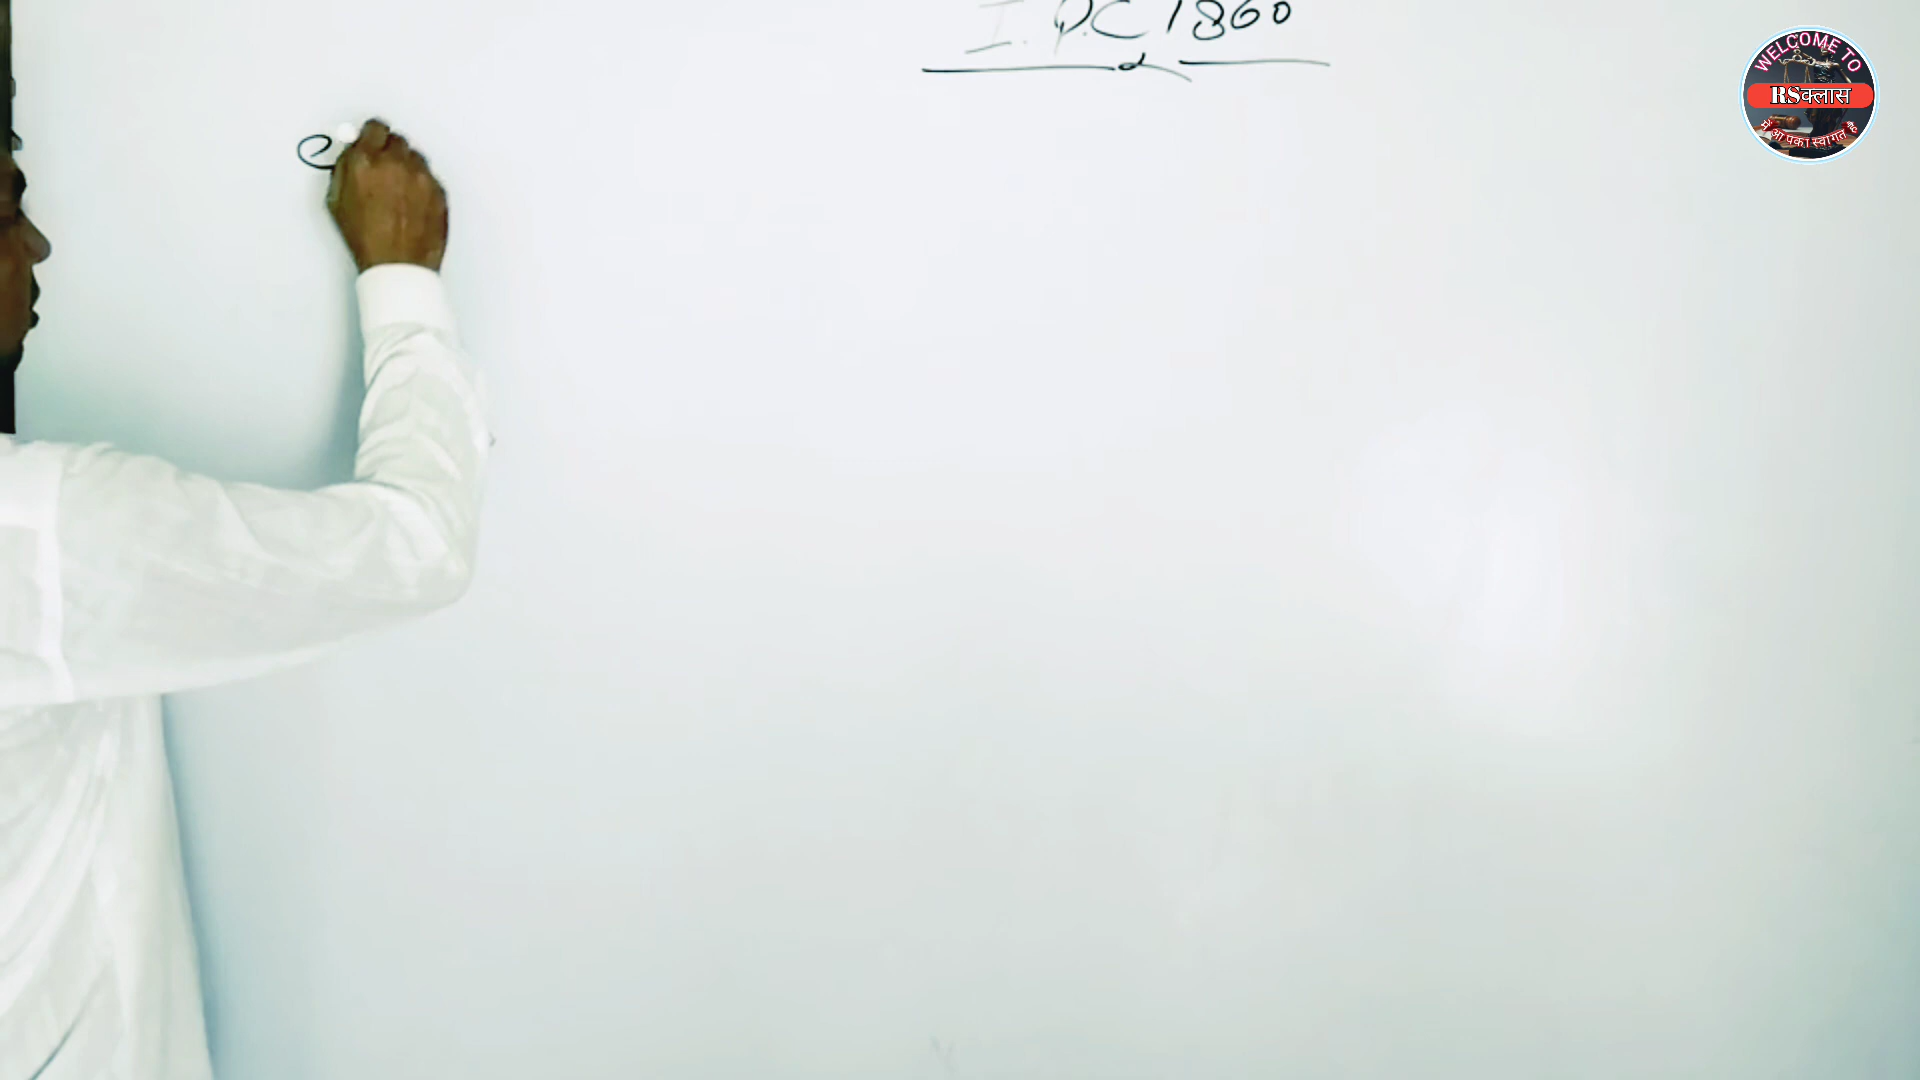 I.P.C 1860
WELCOME TO
RSक्लास
में आपका स्वागत है